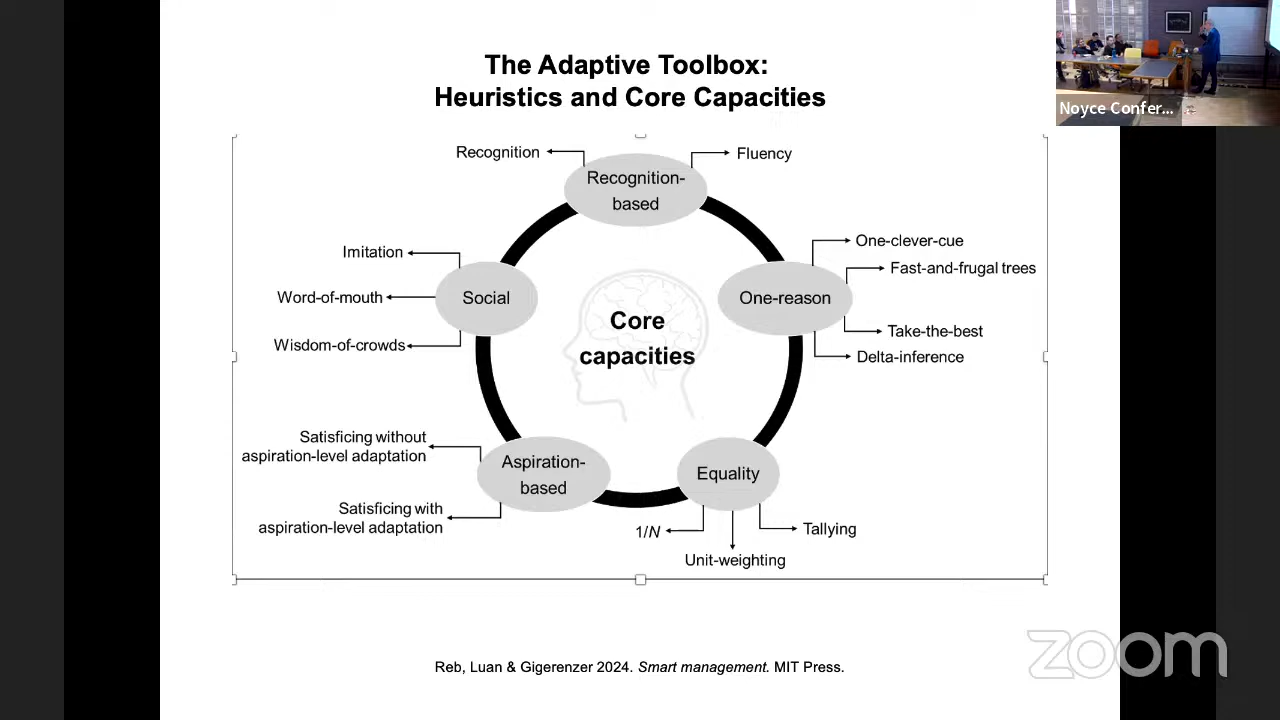 The Adaptive Toolbox:
Heuristics and Core Capacities
Noyce Confer...
Recognition
Fluency
Recognition-
based
One-clever-cue
Fast-and-frugal trees
One-reason
Take-the-best
Delta-inference
Imitation
Word-of-mouth
Social
Wisdom-of-crowds
Core
capacities
Satisficing without
aspiration-level adaptation
Aspiration-
based
Satisficing with
aspiration-level adaptation
Equality
1/N
Unit-weighting
Tallying
Reb, Luan & Gigerenzer 2024. Smart management. MIT Press.
zoom